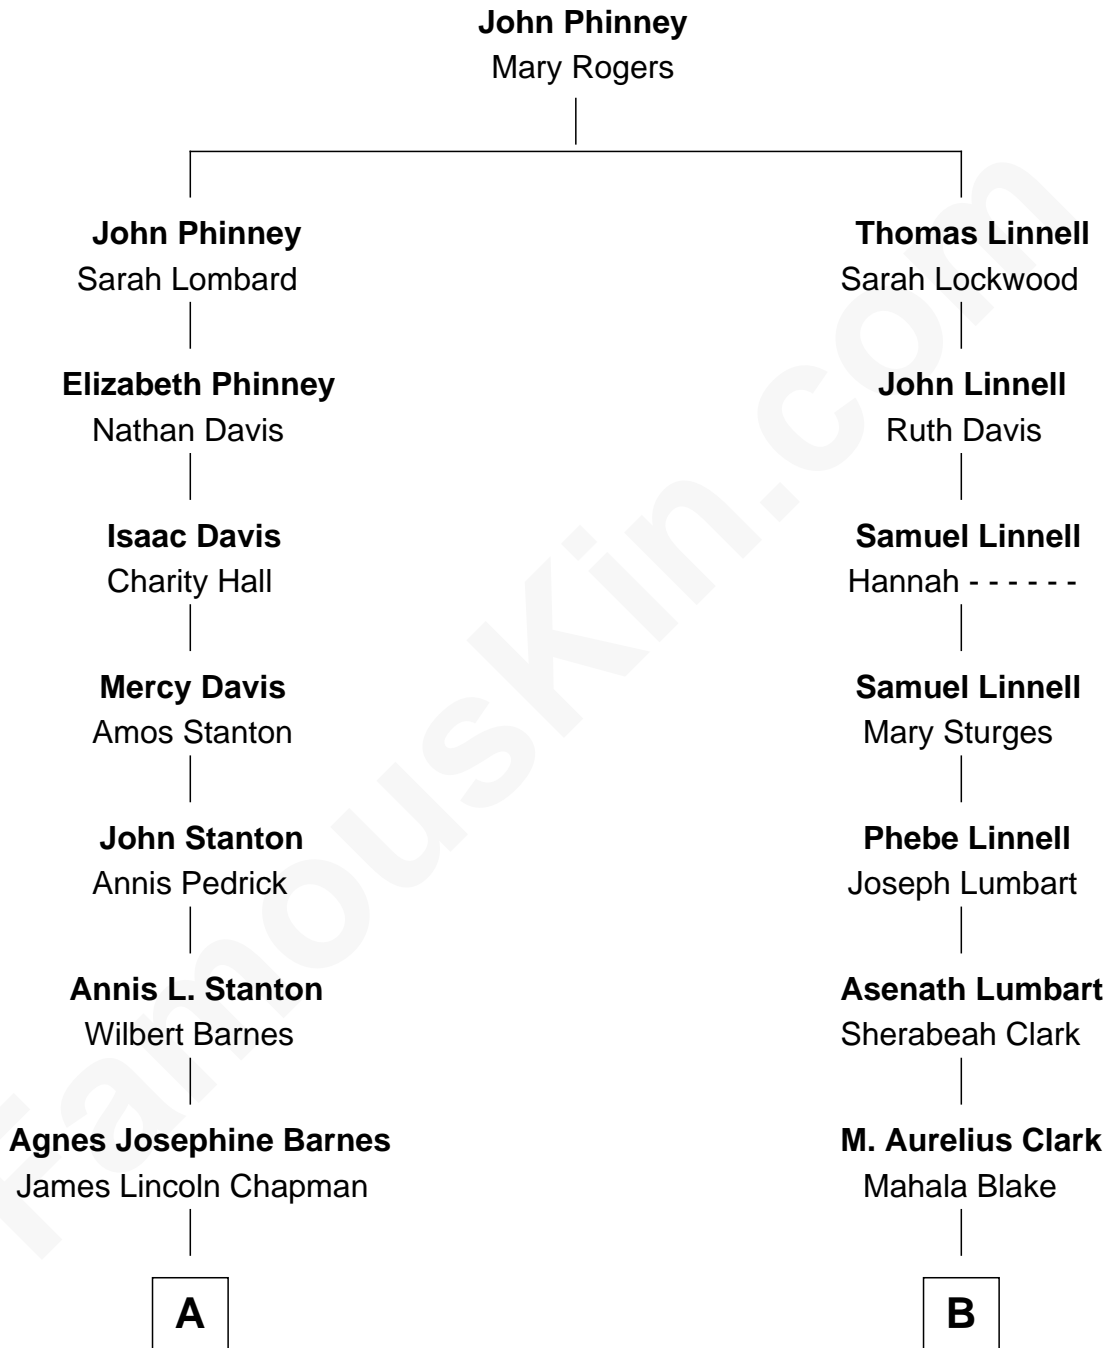 John Phinney
Mary Rogers
John Phinney
Sarah Lombard
Thomas Linnell
Sarah Lockwood
Elizabeth Phinney
Nathan Davis
John Linnell
Ruth Davis
Isaac Davis
Charity Hall
Samuel Linnell
Hannah - - - - - -
Mercy Davis
Amos Stanton
Samuel Linnell
Mary Sturges
John Stanton
Annis Pedrick
Phebe Linnell
Joseph Lumbart
Annis L. Stanton
Wilbert Barnes
Asenath Lumbart
Sherabeah Clark
Agnes Josephine Barnes
James Lincoln Chapman
M. Aurelius Clark
Mahala Blake
A
B
FamousKin.com